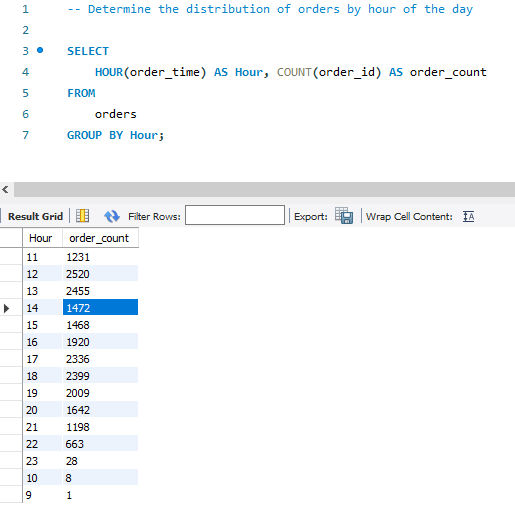 1 -- Determine the distribution of orders by hour of the day
2
3 SELECT
4 HOUR(order_time) AS Hour, COUNT(order_id) AS order_count
5 FROM
6 orders
7 GROUP BY Hour;
Result Grid Filter Rows: Export: Wrap Cell Content:
Hour order_count
11 1231
12 2520
13 2455
14 1472
15 1468
16 1920
17 2336
18 2399
19 2009
20 1642
21 1198
22 663
23 28
10 8
9 1